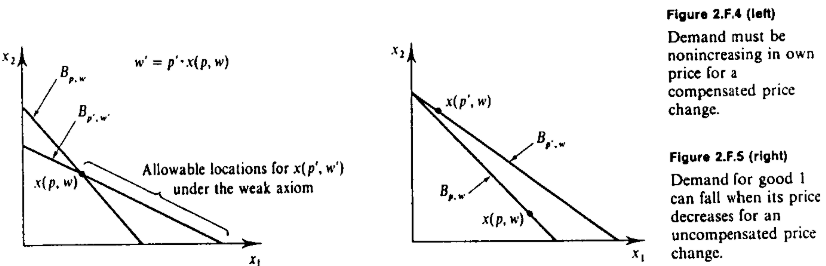 x2
w' = p' · x(p, w)
Bp,w
Bp',w'
x(p, w)
Allowable locations for x(p', w')
under the weak axiom
x1
x2
x(p', w)
Bp',w
Bp,w
x(p, w)
x1
Figure 2.F.4 (left)
Demand must be
nonincreasing in own
price for a
compensated price
change.
Figure 2.F.5 (right)
Demand for good 1
can fall when its price
decreases for an
uncompensated price
change.